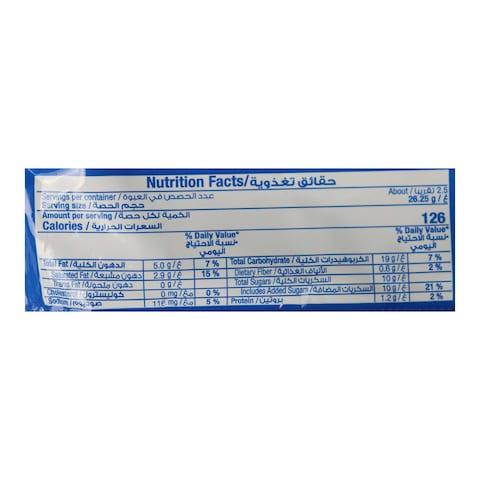 Nutrition Facts/حقائق تغذوية
Servings per container / عدد الحصص في العبوة About / تقريبا 2.5
Serving size / حجم الحصة 26.25 g / غ
Amount per serving / الكمية لكل حصة
Calories / السعرات الحرارية 126
% Daily Value* % Daily Value*
نسبة الاحتياج* نسبة الاحتياج*
اليومي اليومي
Total Fat / الدهون الكلية 5.0 g / غ 7 % Total Carbohydrate / الكربوهيدرات الكلية 19 g / غ 7 %
Saturated Fat / دهون مشبعة 2.9 g / غ 15 % Dietary Fiber / الألياف الغذائية 0.6 g / غ 2 %
Trans Fat / دهون متحولة 0 g / غ Total Sugars / السكريات الكلية 10 g / غ
Cholesterol / كوليسترول 0 mg / مغ 0 % Includes Added Sugars / السكريات المضافة 10 g / غ 21 %
Sodium / صوديوم mg / مغ 5 % Protein / بروتين 1.2 g / غ 2 %